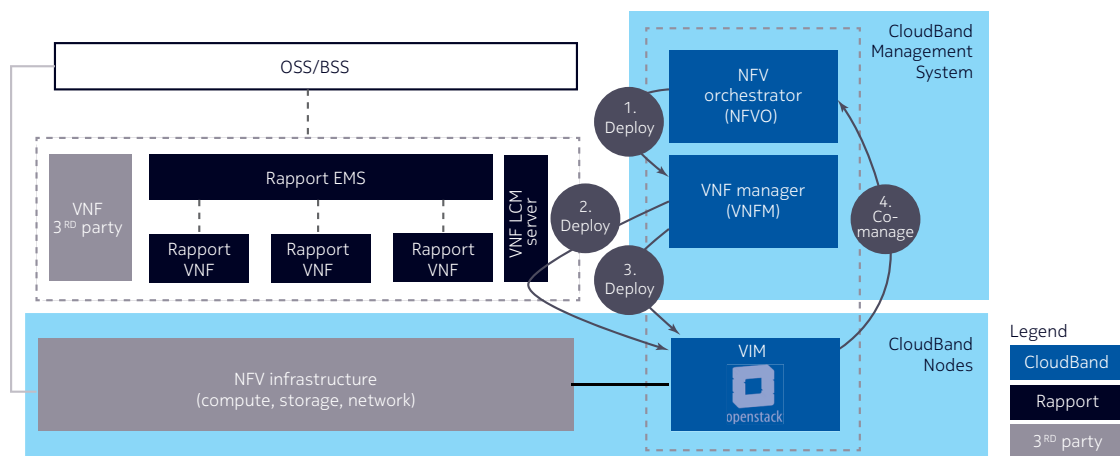 OSS/BSS
VNF
3RD party
Rapport EMS
Rapport
VNF
Rapport
VNF
Rapport
VNF
VNF LCM
server
CloudBand
Management
System
NFV
orchestrator
(NFVO)
VNF manager
(VNFM)
1.
Deploy
2.
Deploy
3.
Deploy
4.
Co-
manage
NFV infrastructure
(compute, storage, network)
VIM
openstack
CloudBand
Nodes
Legend
CloudBand
Rapport
3RD party